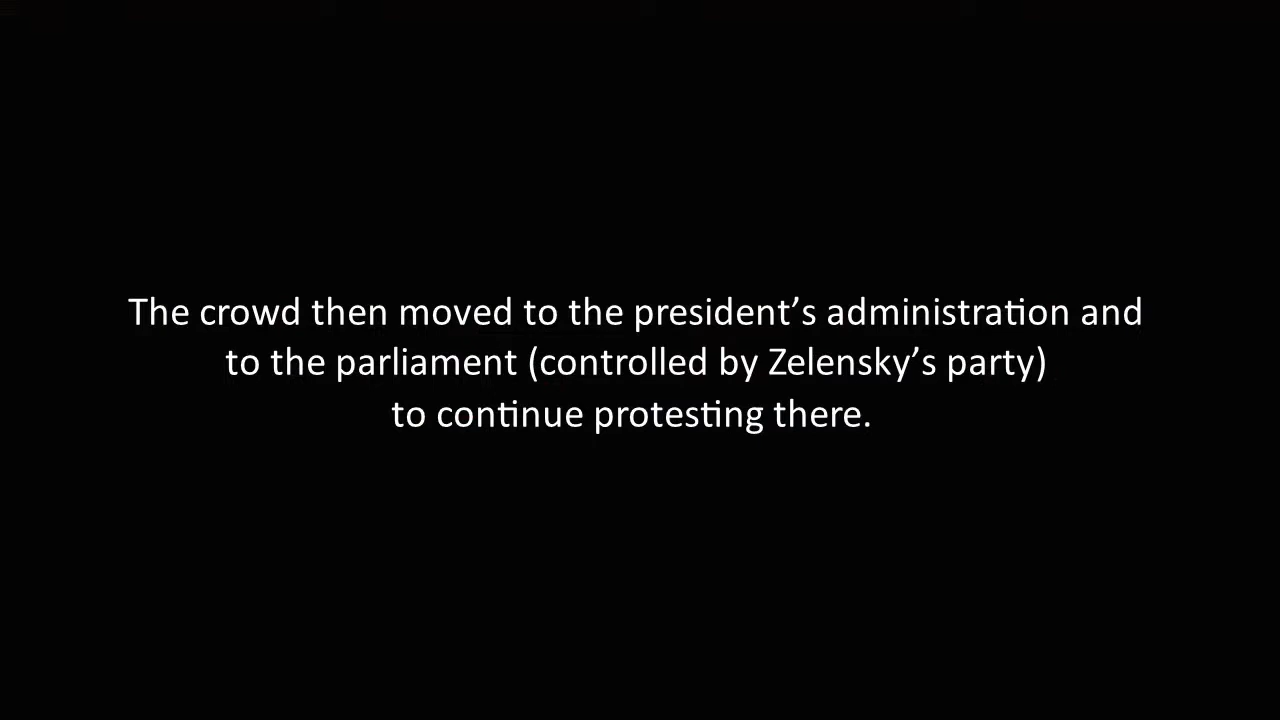 The crowd then moved to the president’s administration and
to the parliament (controlled by Zelensky’s party)
to continue protesting there.